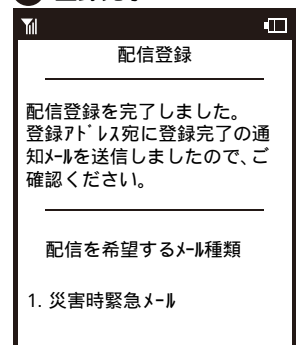 配信登録
配信登録を完了しました。
登録ｱﾄﾞﾚｽ宛に登録完了の通
知ﾒｰﾙを送信しましたので、ご
確認ください。
配信を希望するﾒｰﾙ種類
1. 災害時緊急ﾒｰﾙ